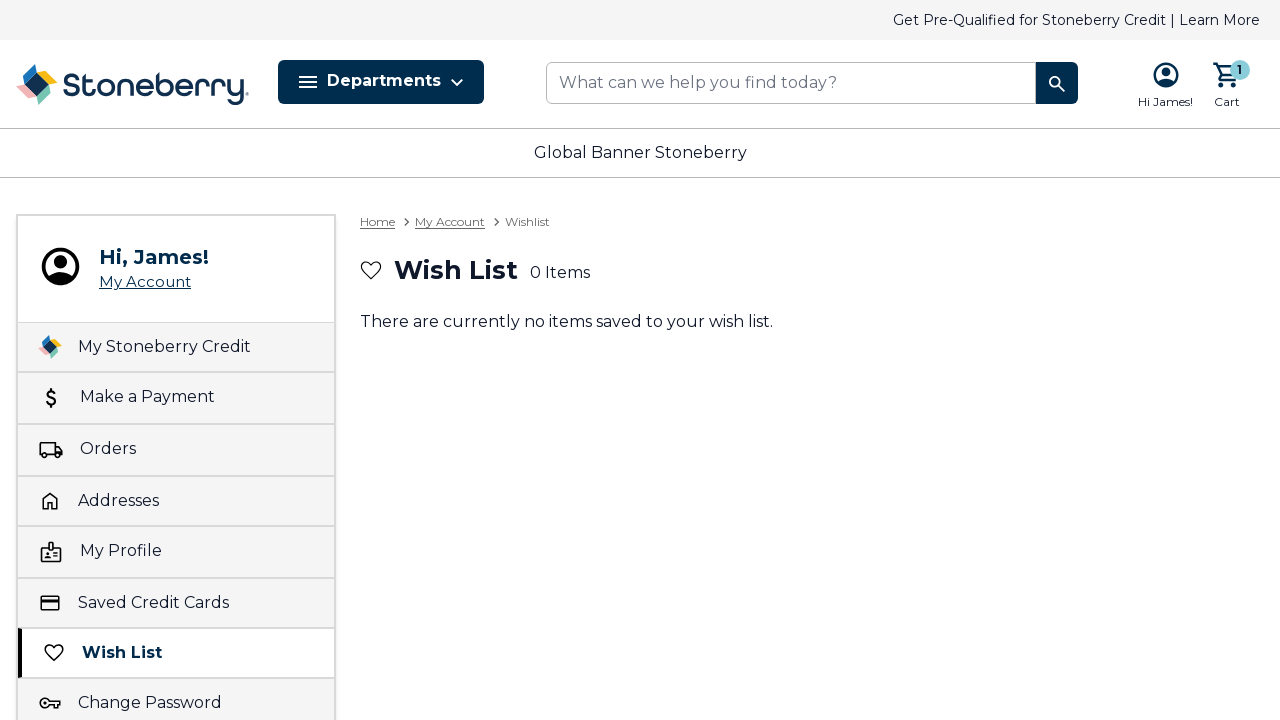 Get Pre-Qualified for Stoneberry Credit | Learn More
Stoneberry
Departments
What can we help you find today?
Hi James!
1
Cart
Global Banner Stoneberry
Hi, James!
My Account
My Stoneberry Credit
Make a Payment
Orders
Addresses
My Profile
Saved Credit Cards
Wish List
Change Password
Home > My Account > Wishlist
Wish List 0 Items
There are currently no items saved to your wish list.